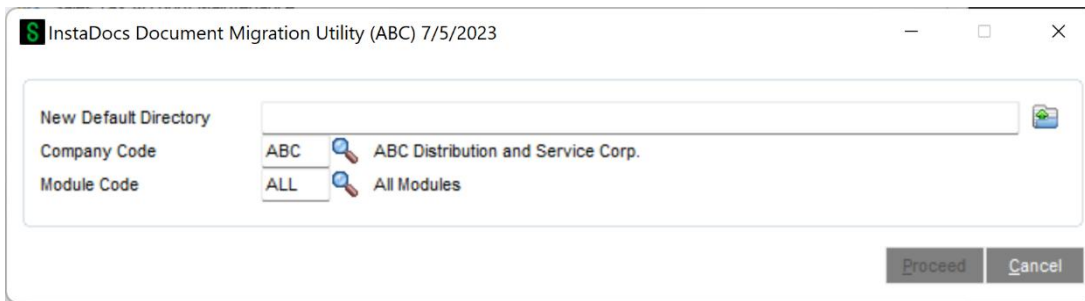 InstaDocs Document Migration Utility (ABC) 7/5/2023
New Default Directory
Company Code ABC ABC Distribution and Service Corp.
Module Code ALL All Modules
Proceed Cancel